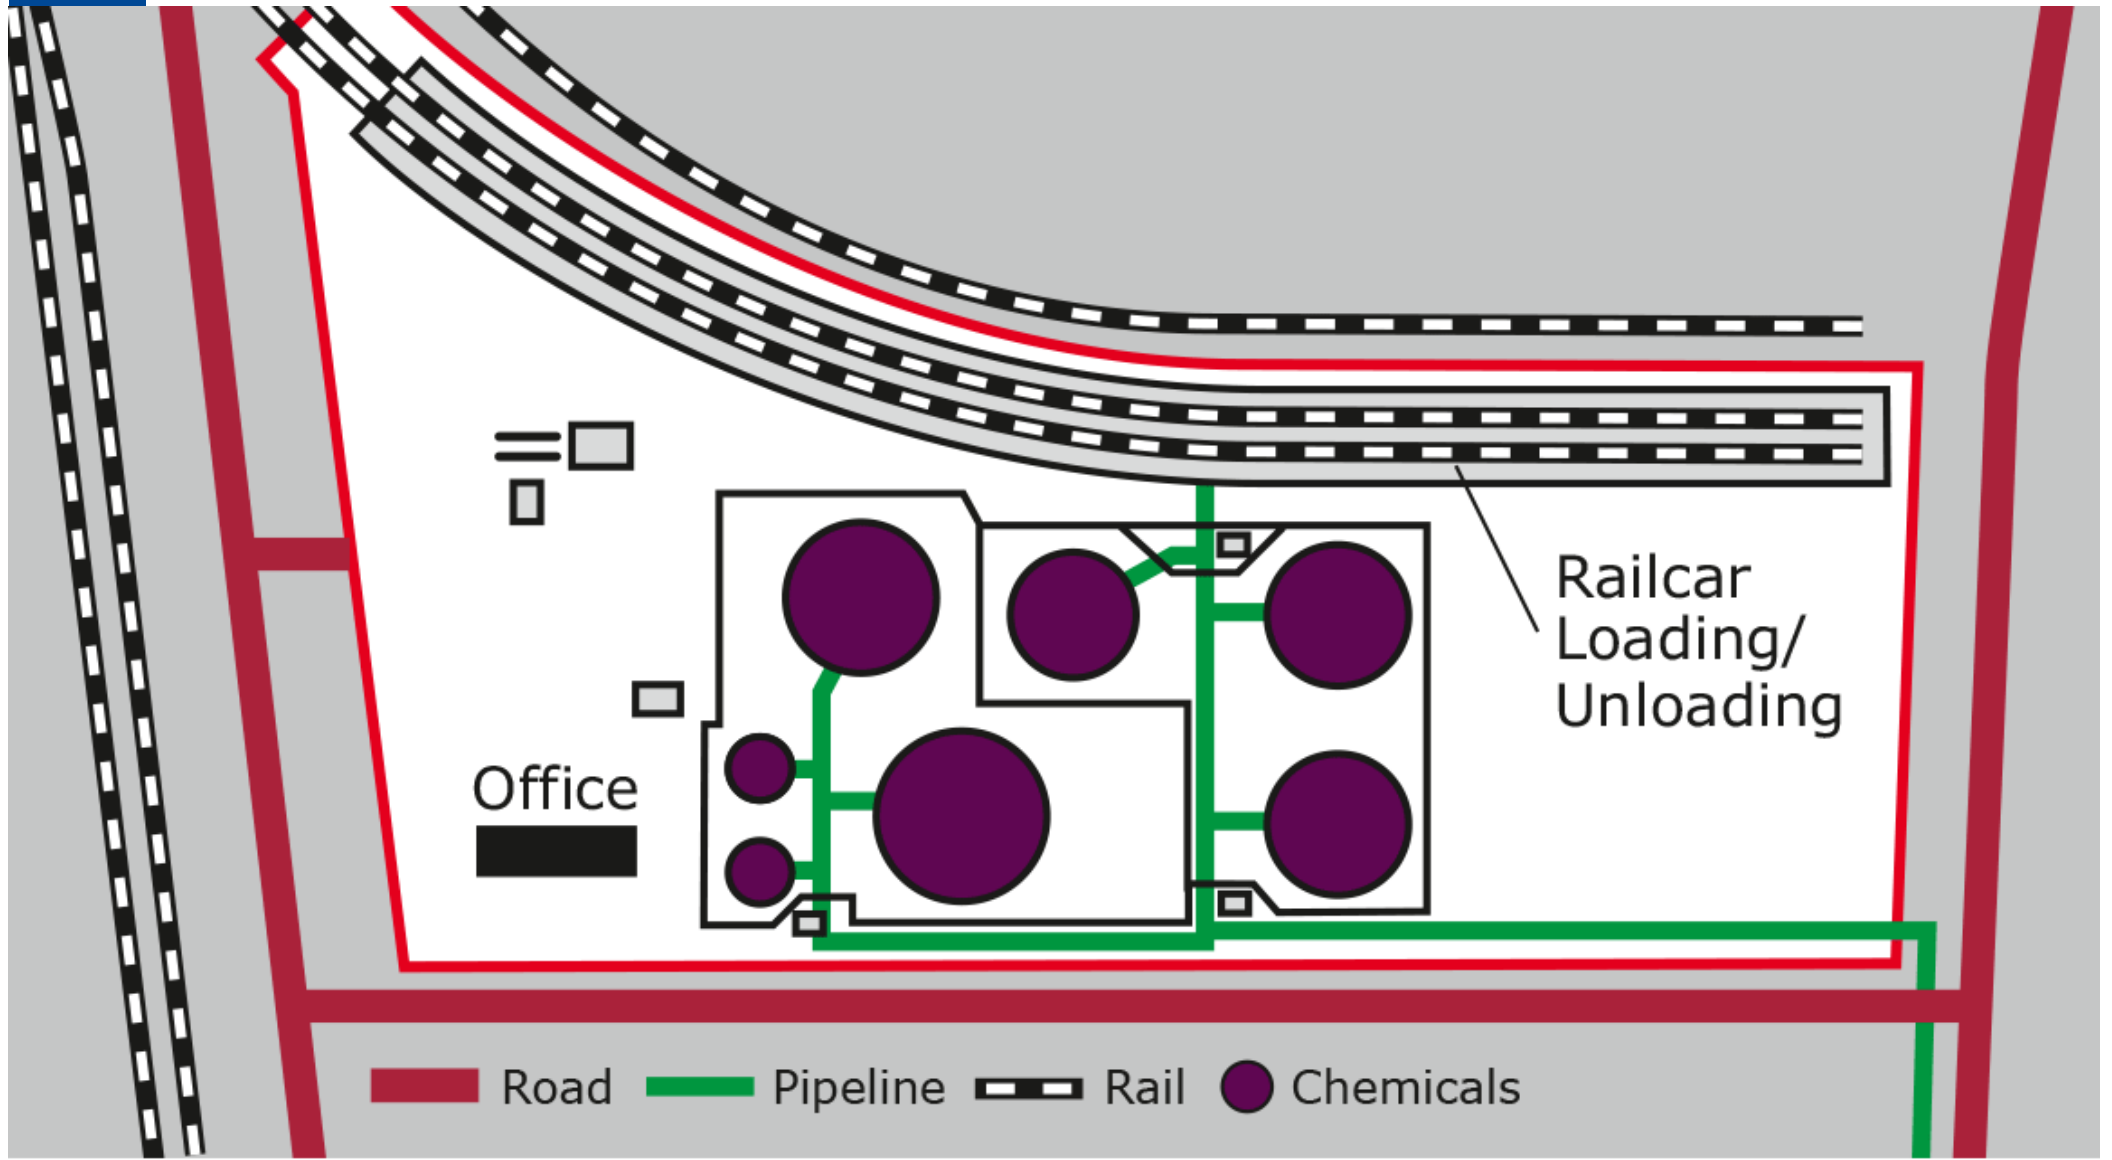 Railcar
Loading/
Unloading
Office
Road
Pipeline
Rail
Chemicals